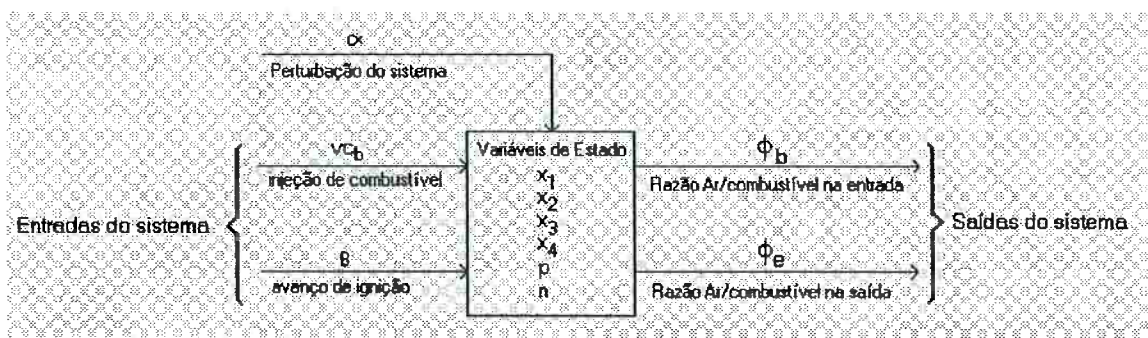 α
Perturbação do sistema
Entradas do sistema
vcb
injeção de combustível
θ
avanço de ignição
Variáveis de Estado
x1
x2
x3
x4
p
n
ϕb
Razão Ar/combustível na entrada
ϕe
Razão Ar/combustível na saída
Saídas do sistema